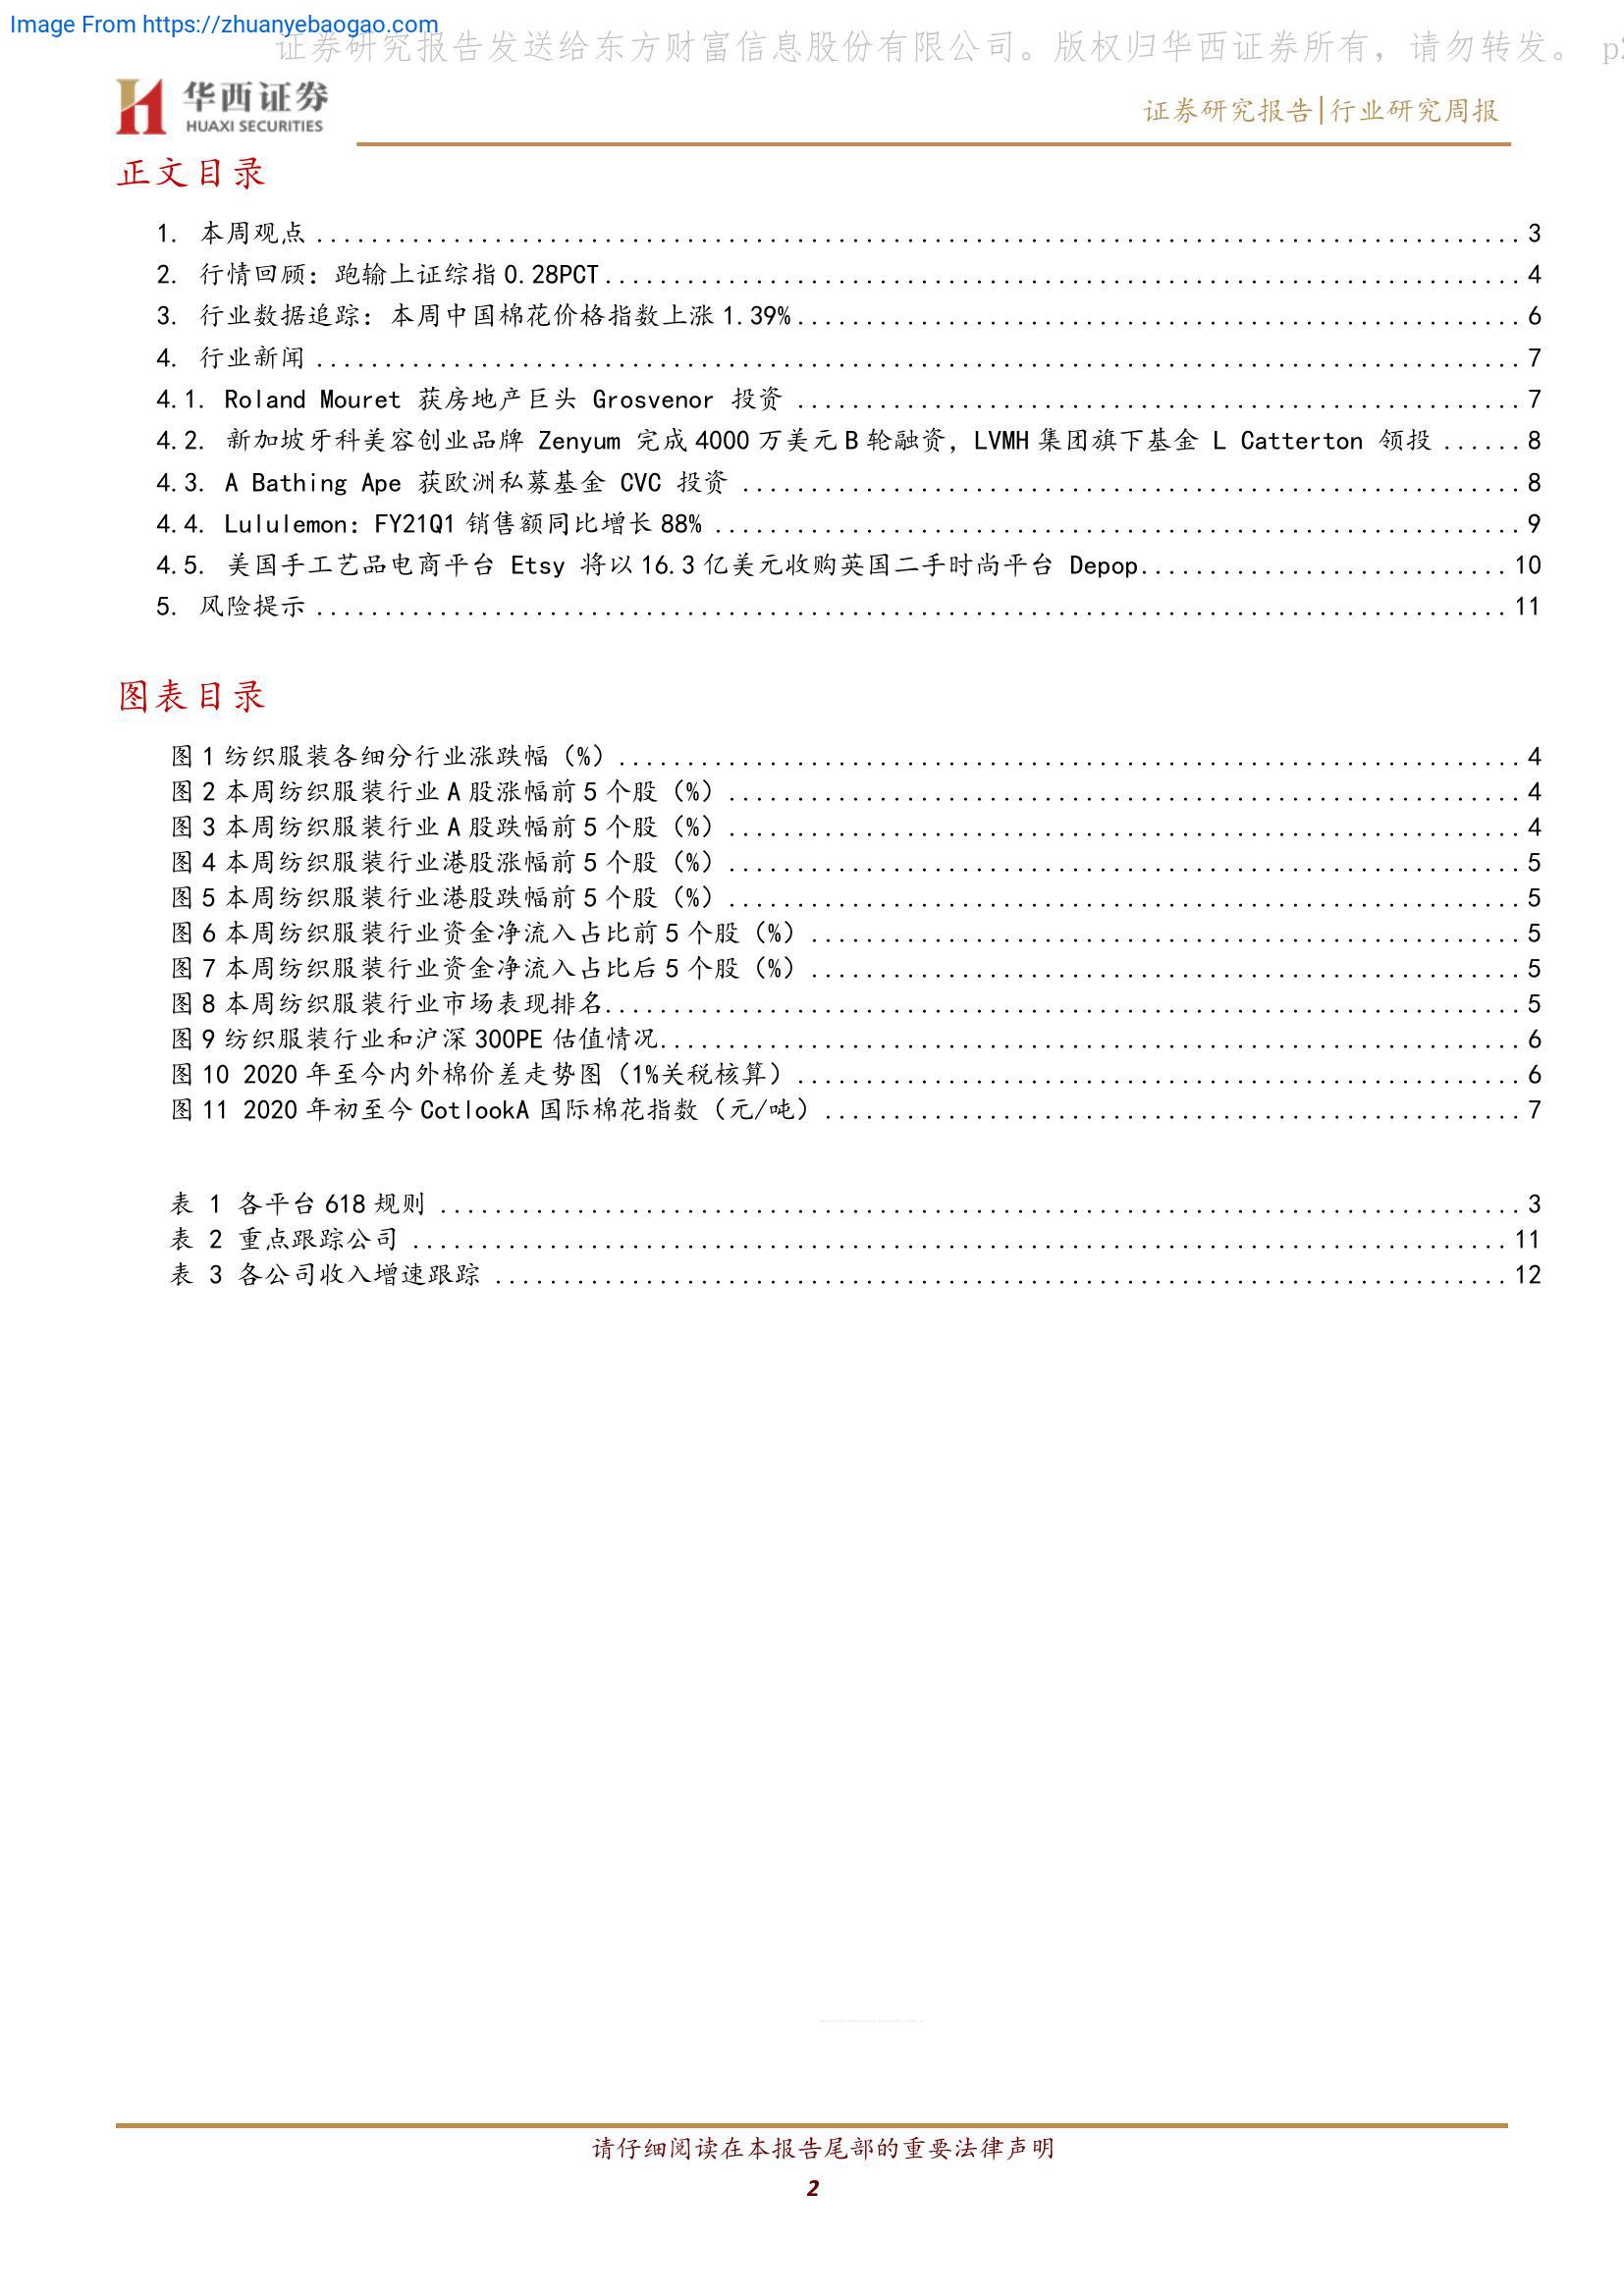 Image From https://zhuanyebaogao.com
证券研究报告发送给东方财富信息股份有限公司。版权归华西证券所有，请勿转发。 p2
华西证券
HUAXI SECURITIES
证券研究报告|行业研究周报
正文目录
1. 本周观点 ........ 3
2. 行情回顾：跑输上证综指 0.28PCT ........ 4
3. 行业数据追踪：本周中国棉花价格指数上涨 1.39% ........ 6
4. 行业新闻 ........ 7
4.1. Roland Mouret 获房地产巨头 Grosvenor 投资 ........ 7
4.2. 新加坡牙科美容创业品牌 Zenyum 完成 4000 万美元 B 轮融资，LVMH 集团旗下基金 L Catterton 领投 ...... 8
4.3. A Bathing Ape 获欧洲私募基金 CVC 投资 ........ 8
4.4. Lululemon：FY21Q1 销售额同比增长 88% ........ 9
4.5. 美国手工艺品电商平台 Etsy 将以 16.3 亿美元收购英国二手时尚平台 Depop ........ 10
5. 风险提示 ........ 11
图表目录
图 1 纺织服装各细分行业涨跌幅（%） ........ 4
图 2 本周纺织服装行业 A 股涨幅前 5 个股（%） ........ 4
图 3 本周纺织服装行业 A 股跌幅前 5 个股（%） ........ 4
图 4 本周纺织服装行业港股涨幅前 5 个股（%） ........ 5
图 5 本周纺织服装行业港股跌幅前 5 个股（%） ........ 5
图 6 本周纺织服装行业资金净流入占比前 5 个股（%） ........ 5
图 7 本周纺织服装行业资金净流入占比后 5 个股（%） ........ 5
图 8 本周纺织服装行业市场表现排名 ........ 5
图 9 纺织服装行业和沪深 300PE 估值情况 ........ 6
图 10 2020 年至今内外棉价差走势图（1%关税核算） ........ 6
图 11 2020 年初至今 CotlookA 国际棉花指数（元/吨） ........ 7
表 1 各平台 618 规则 ........ 3
表 2 重点跟踪公司 ........ 11
表 3 各公司收入增速跟踪 ........ 12
请仔细阅读在本报告尾部的重要法律声明
2